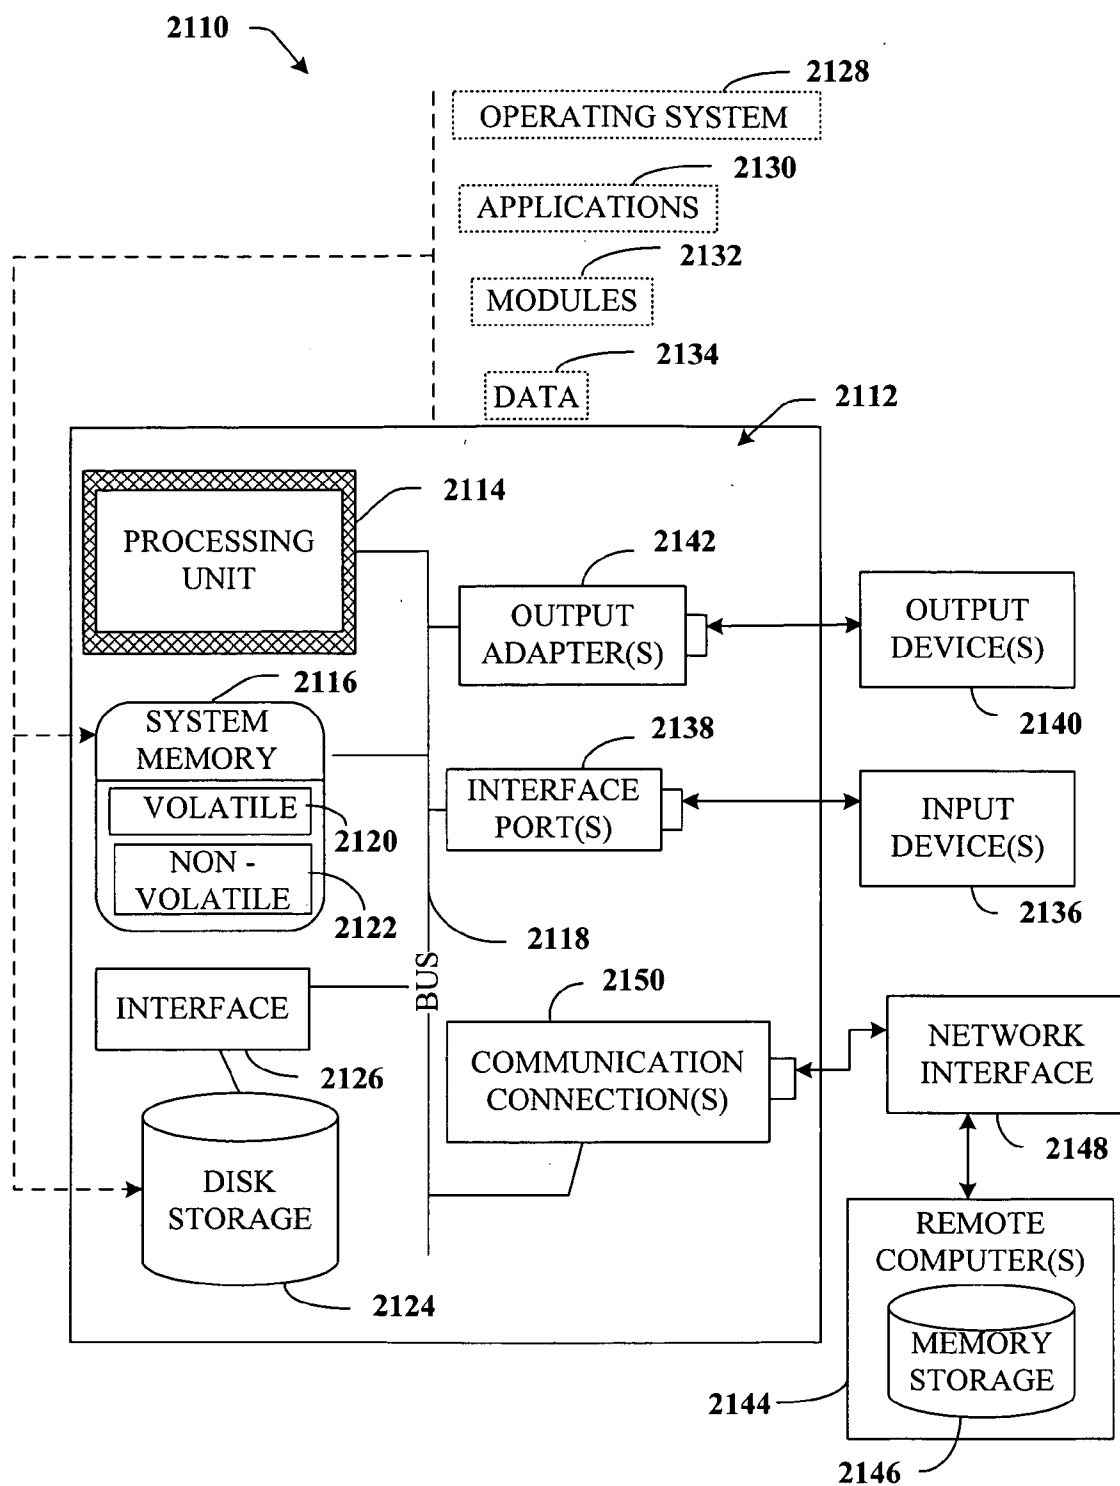 2110
2128
OPERATING SYSTEM
2130
APPLICATIONS
2132
MODULES
2134
DATA
2112
2114
PROCESSING
UNIT
2142
OUTPUT
ADAPTER(S)
OUTPUT
DEVICE(S)
2140
2116
SYSTEM
MEMORY
VOLATILE
2120
NON -
VOLATILE
2122
2138
INTERFACE
PORT(S)
INPUT
DEVICE(S)
2136
2118
BUS
INTERFACE
2126
2150
COMMUNICATION
CONNECTION(S)
NETWORK
INTERFACE
2148
DISK
STORAGE
2124
REMOTE
COMPUTER(S)
MEMORY
STORAGE
2144
2146